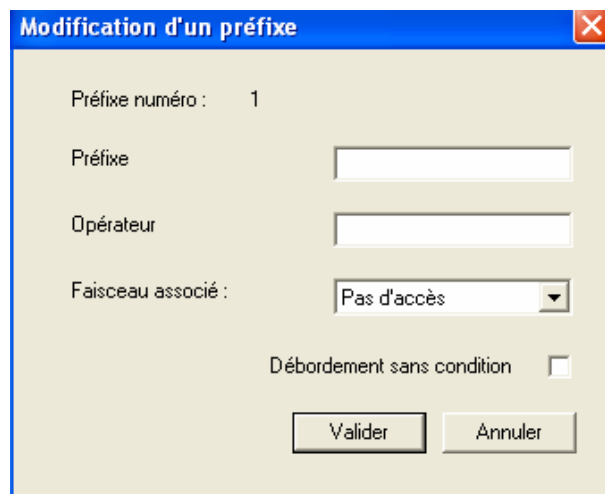 Modification d'un préfixe
Préfixe numéro : 1
Préfixe
Opérateur
Faisceau associé : Pas d'accès
Débordement sans condition
Valider Annuler